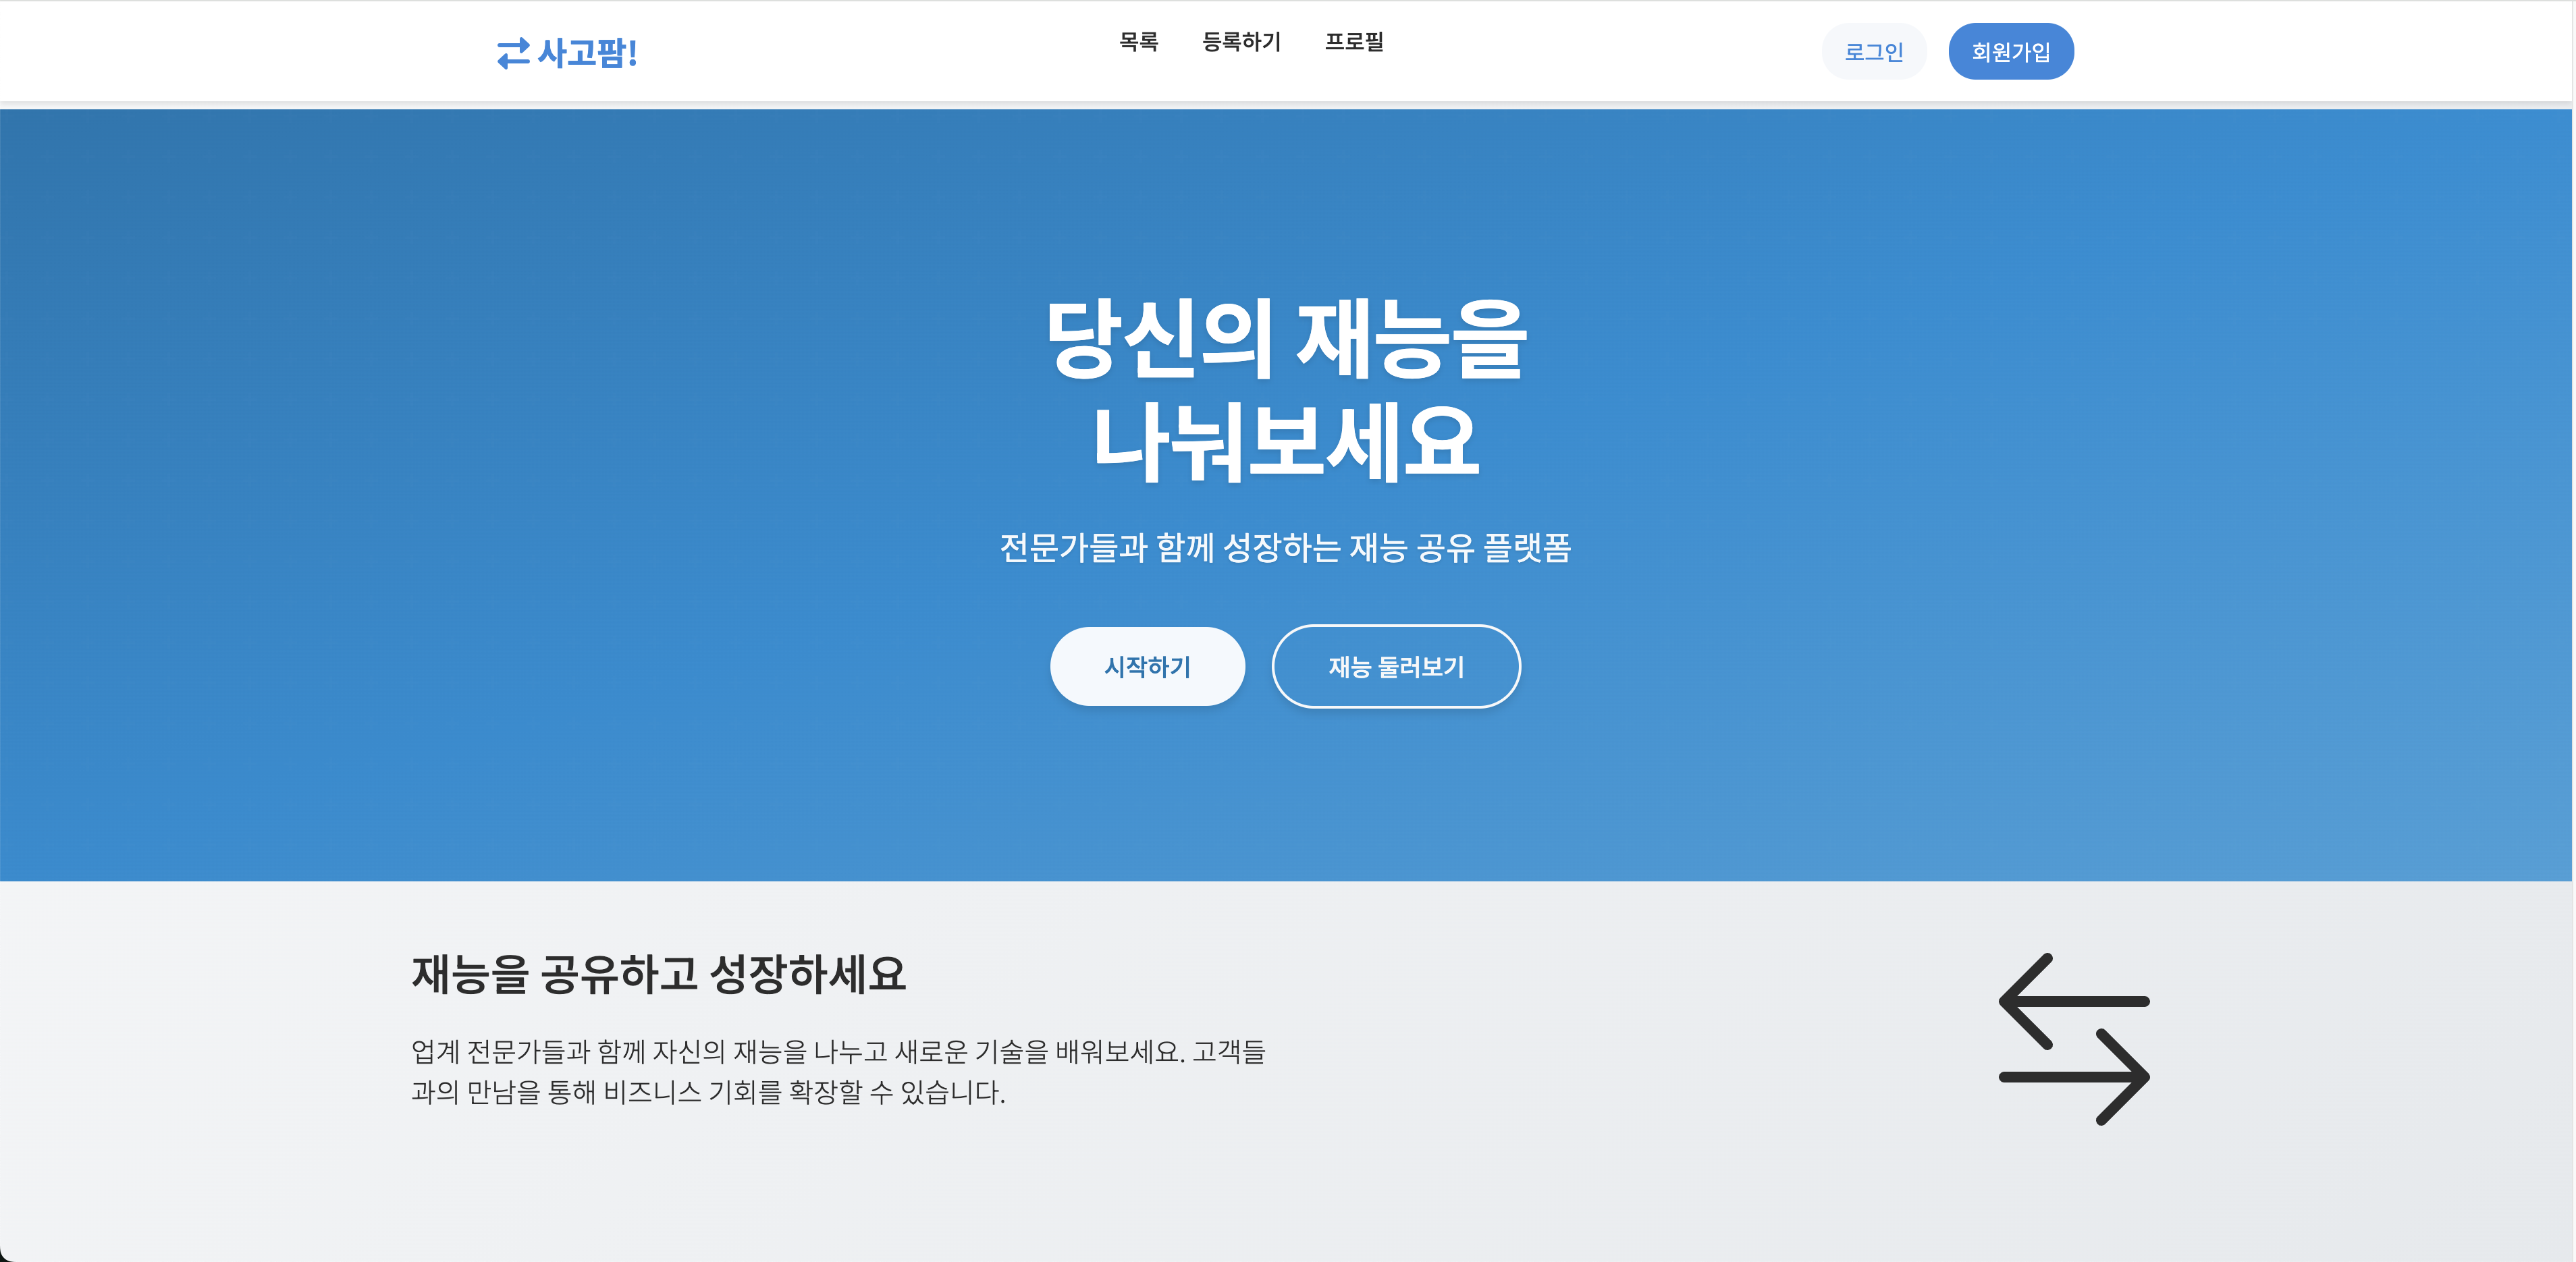 사고팜!
목록
등록하기
프로필
로그인
회원가입
당신의 재능을
나눠보세요
전문가들과 함께 성장하는 재능 공유 플랫폼
시작하기
재능 둘러보기
재능을 공유하고 성장하세요
업계 전문가들과 함께 자신의 재능을 나누고 새로운 기술을 배워보세요. 고객들
과의 만남을 통해 비즈니스 기회를 확장할 수 있습니다.